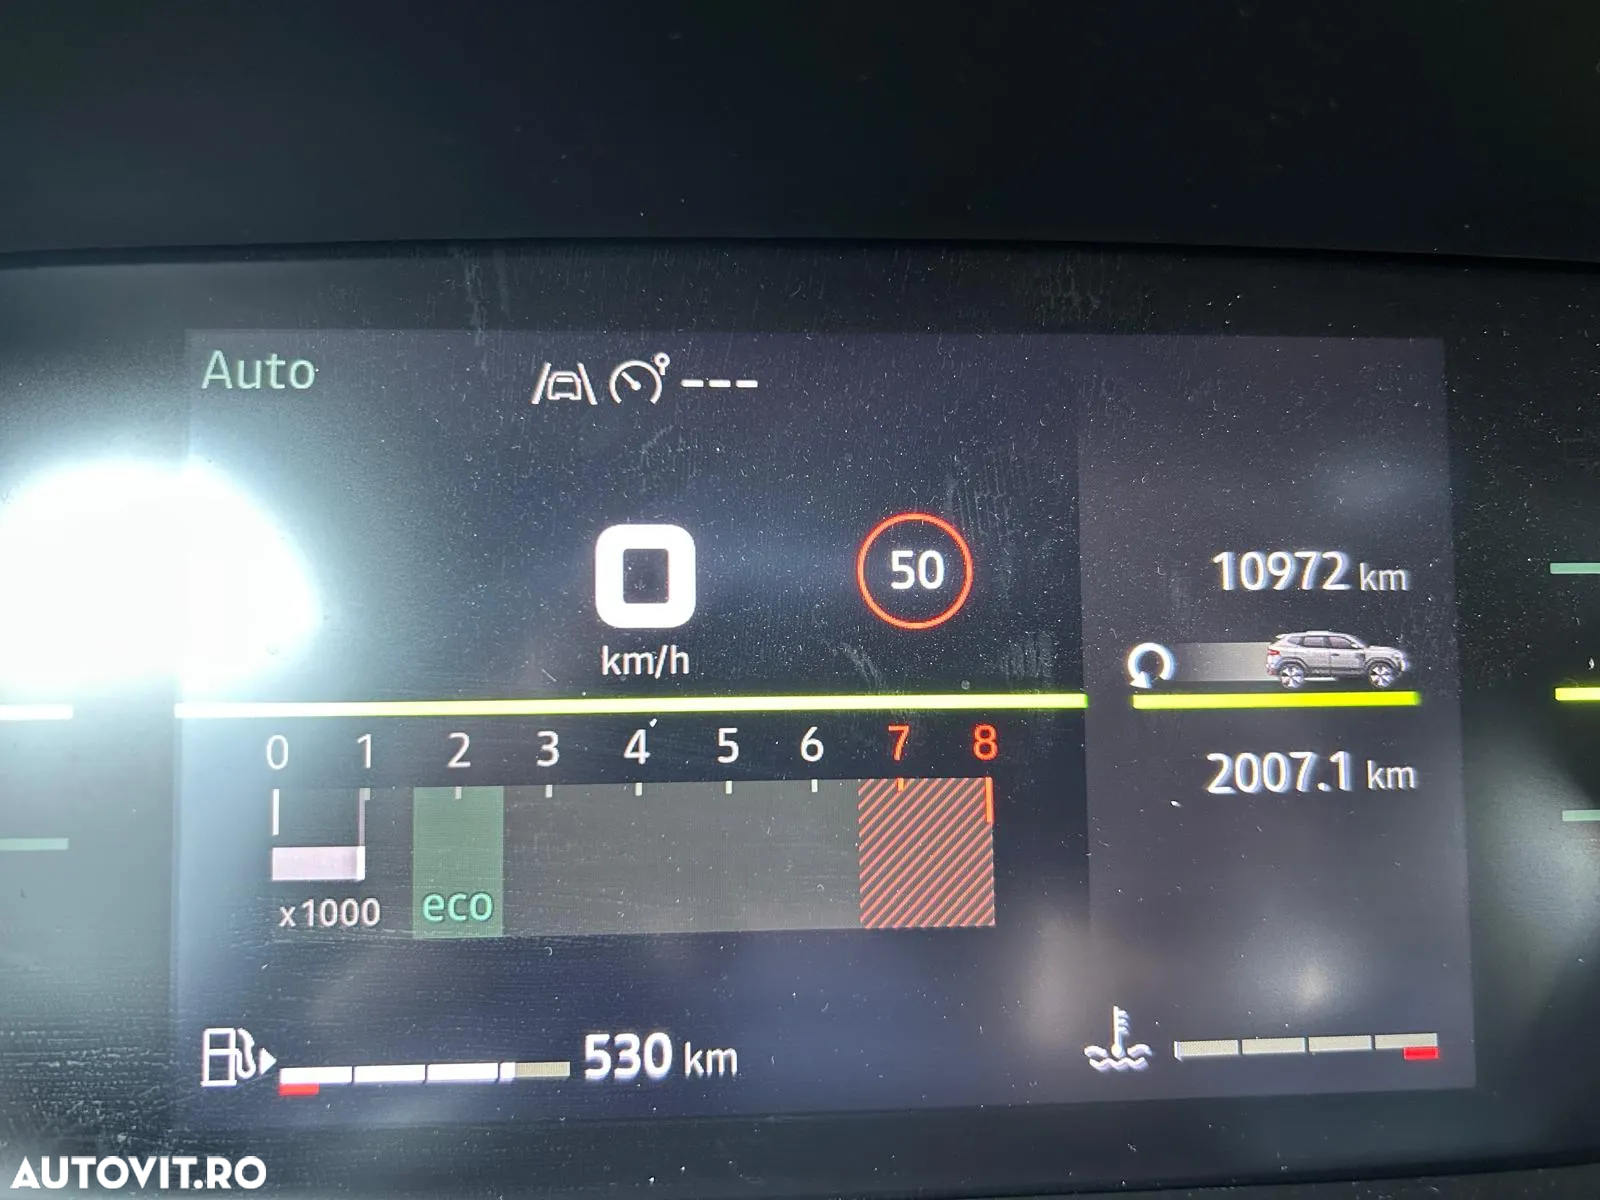 Auto
---
0
50
km/h
10972 km
0 1 2 3 4 5 6 7 8
2007.1 km
x1000
eco
530 km
AUTOVIT.RO